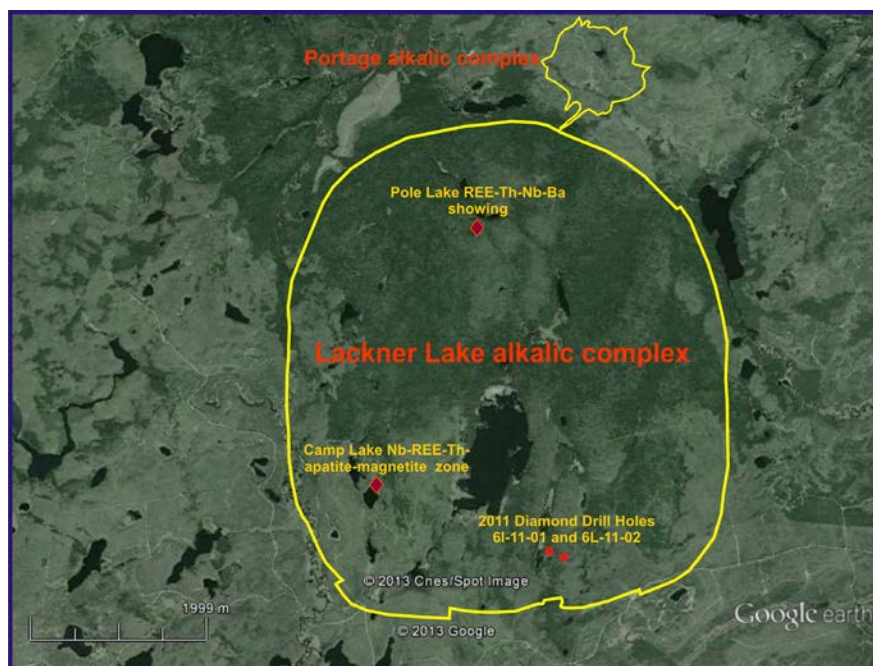 Portage alkalic complex
Pole Lake REE-Th-Nb-Ba
showing
Lackner Lake alkalic complex
Camp Lake Nb-REE-Th-
apatite-magnetite zone
2011 Diamond Drill Holes
6l-11-01 and 6L-11-02
© 2013 Cnes/Spot Image
1999 m
© 2013 Google
Google earth